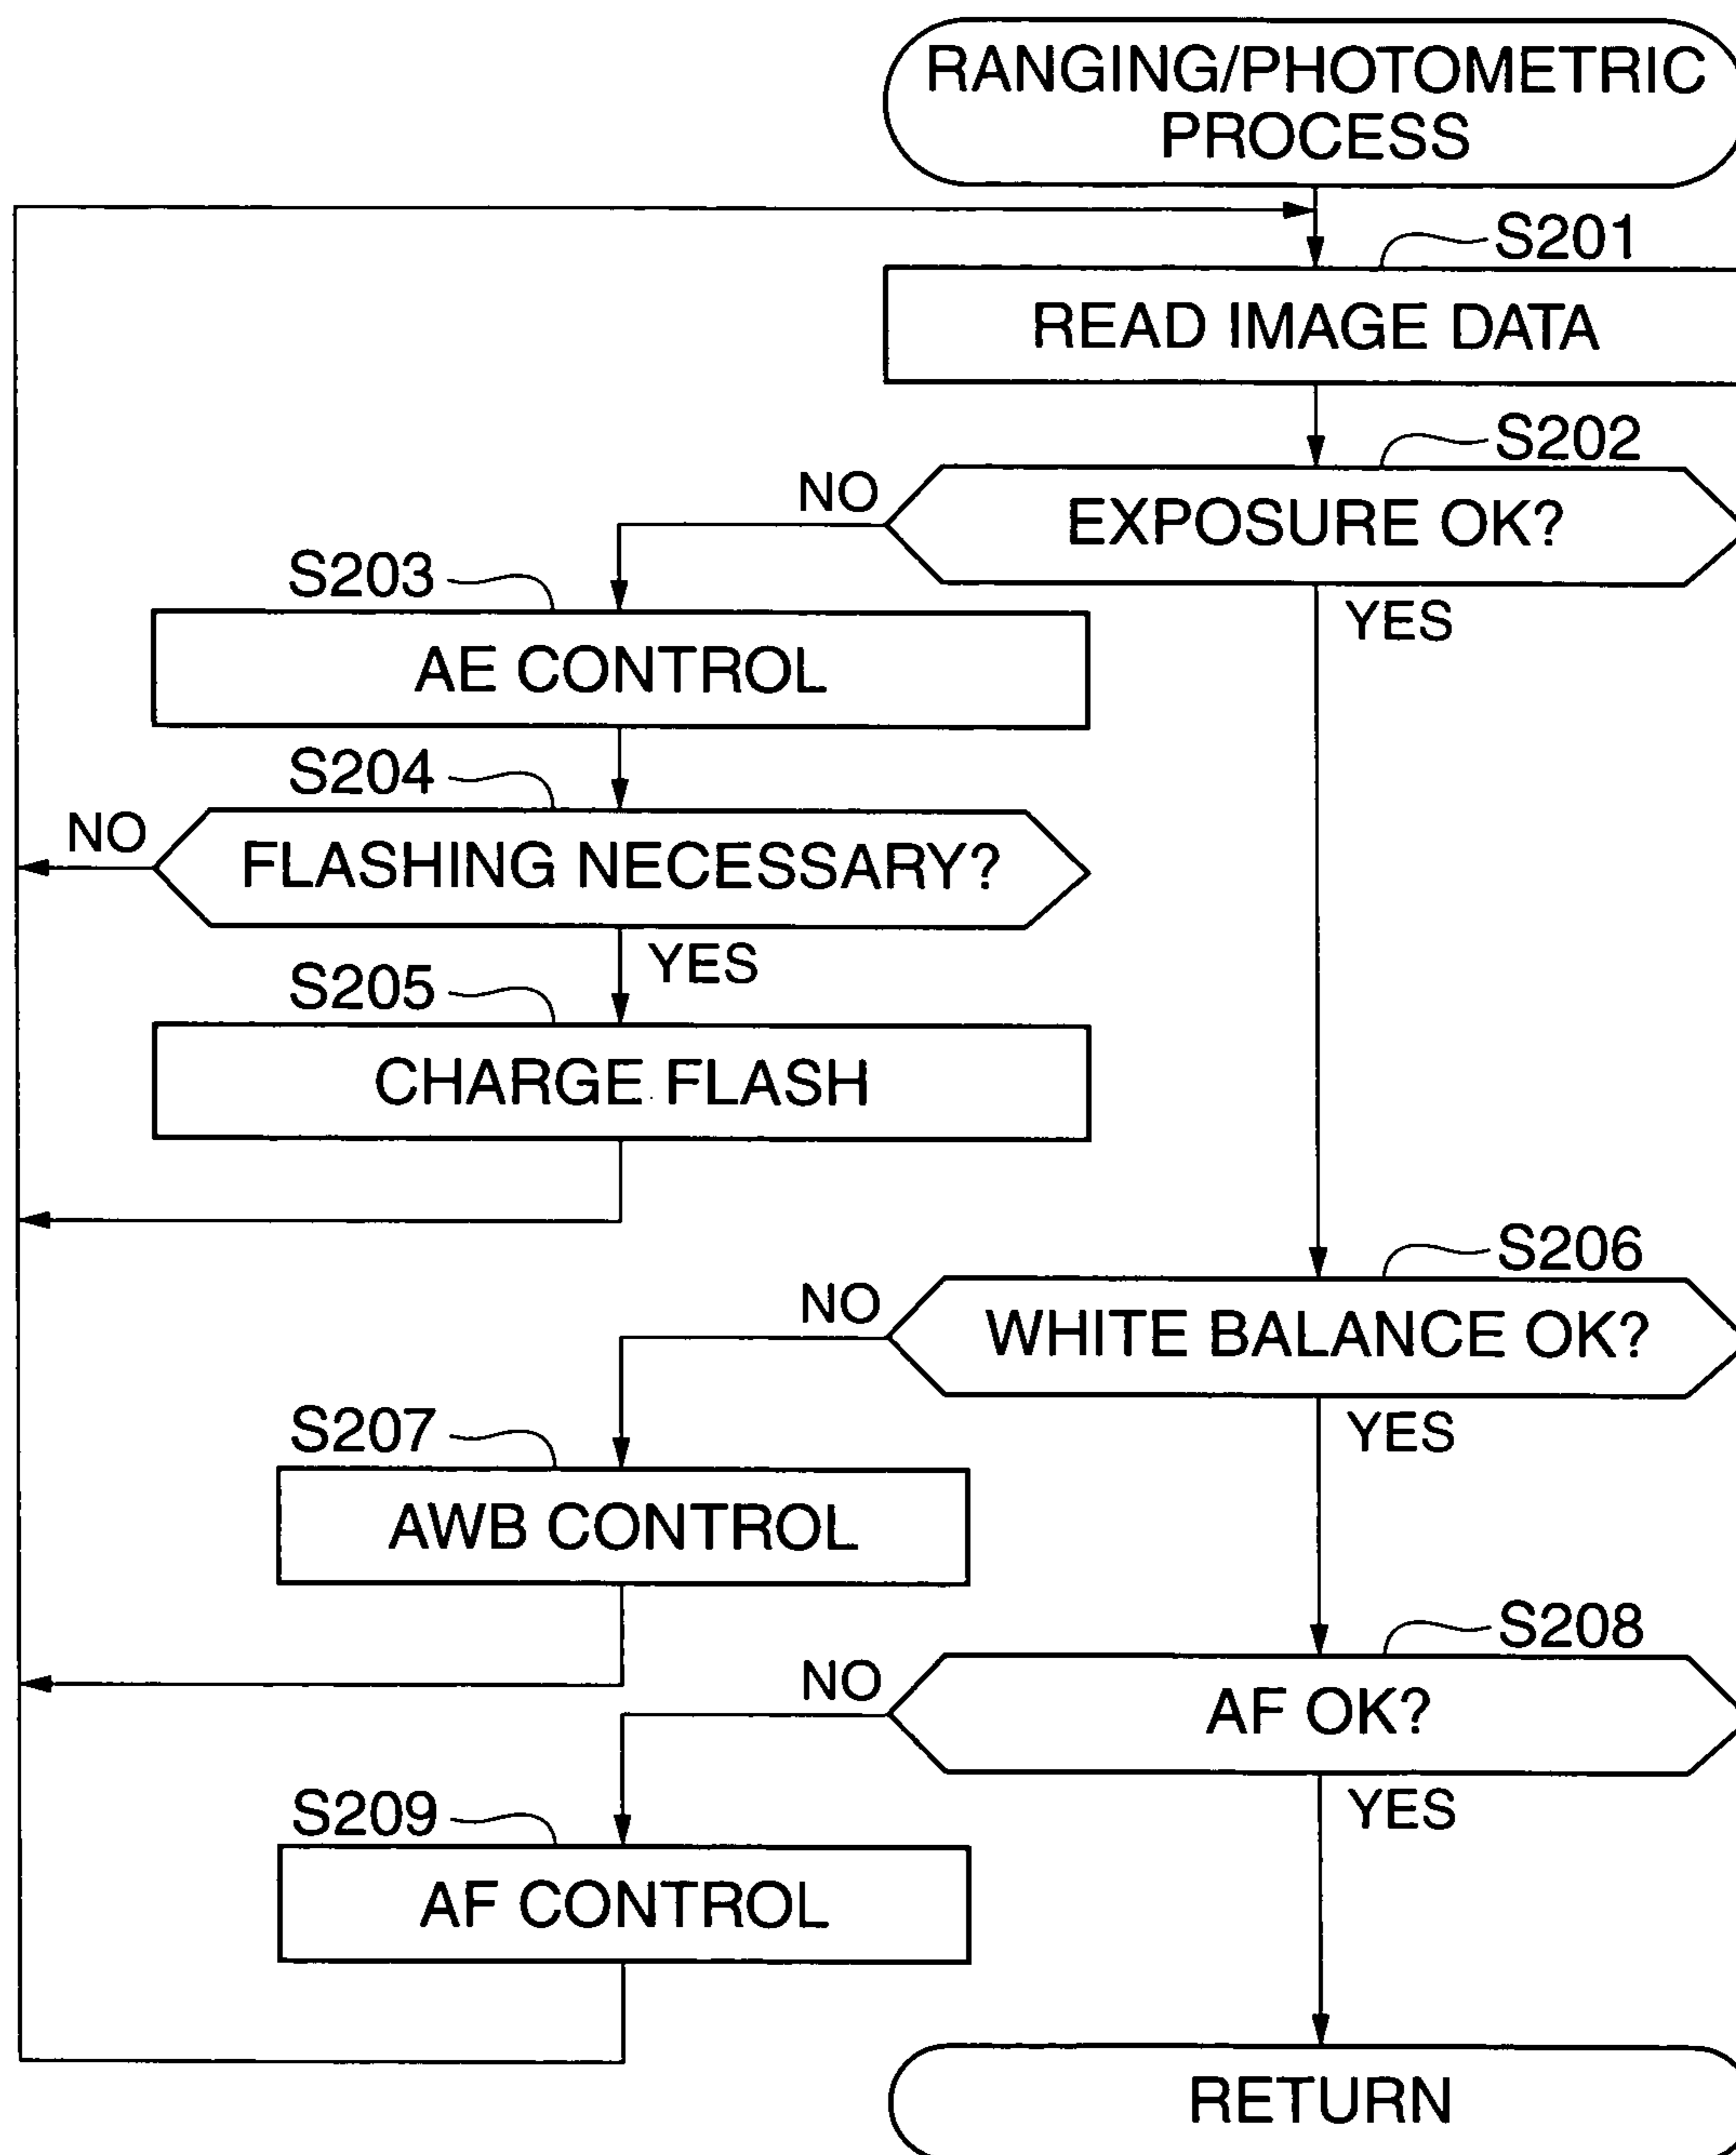 RANGING/PHOTOMETRIC
PROCESS
S201
READ IMAGE DATA
S202
NO
EXPOSURE OK?
YES
S203
AE CONTROL
S204
NO
FLASHING NECESSARY?
YES
S205
CHARGE FLASH
S206
NO
WHITE BALANCE OK?
YES
S207
AWB CONTROL
S208
NO
AF OK?
YES
S209
AF CONTROL
RETURN